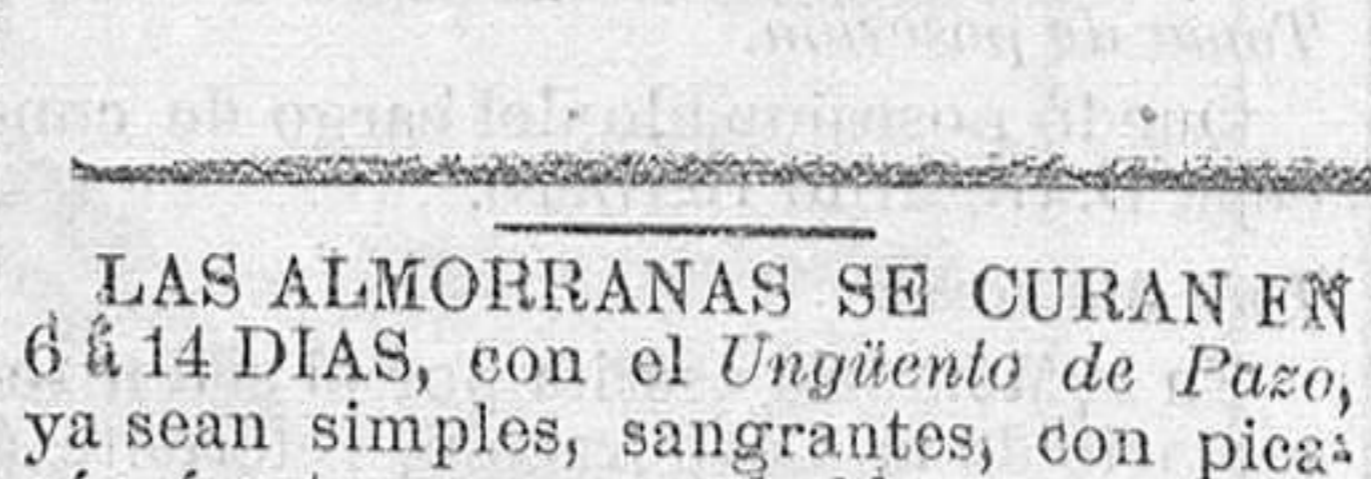 LAS ALMORRANAS SE CURAN EN
6 á 14 DIAS, con el Ungüento de Pazo,
ya sean simples, sangrantes, con pica-